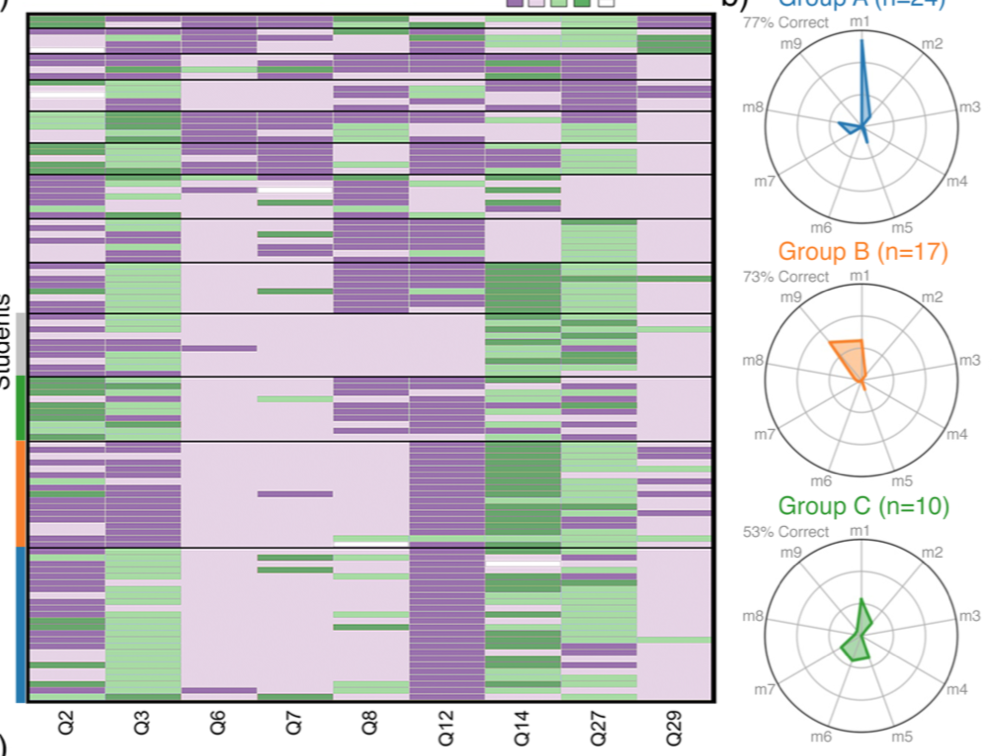 b)
Group A (n=24)
77% Correct
m1
m2
m3
m4
m5
m6
m7
m8
m9
Group B (n=17)
73% Correct
m1
m2
m3
m4
m5
m6
m7
m8
m9
Group C (n=10)
53% Correct
m1
m2
m3
m4
m5
m6
m7
m8
m9
Students
Q2
Q3
Q6
Q7
Q8
Q12
Q14
Q27
Q29